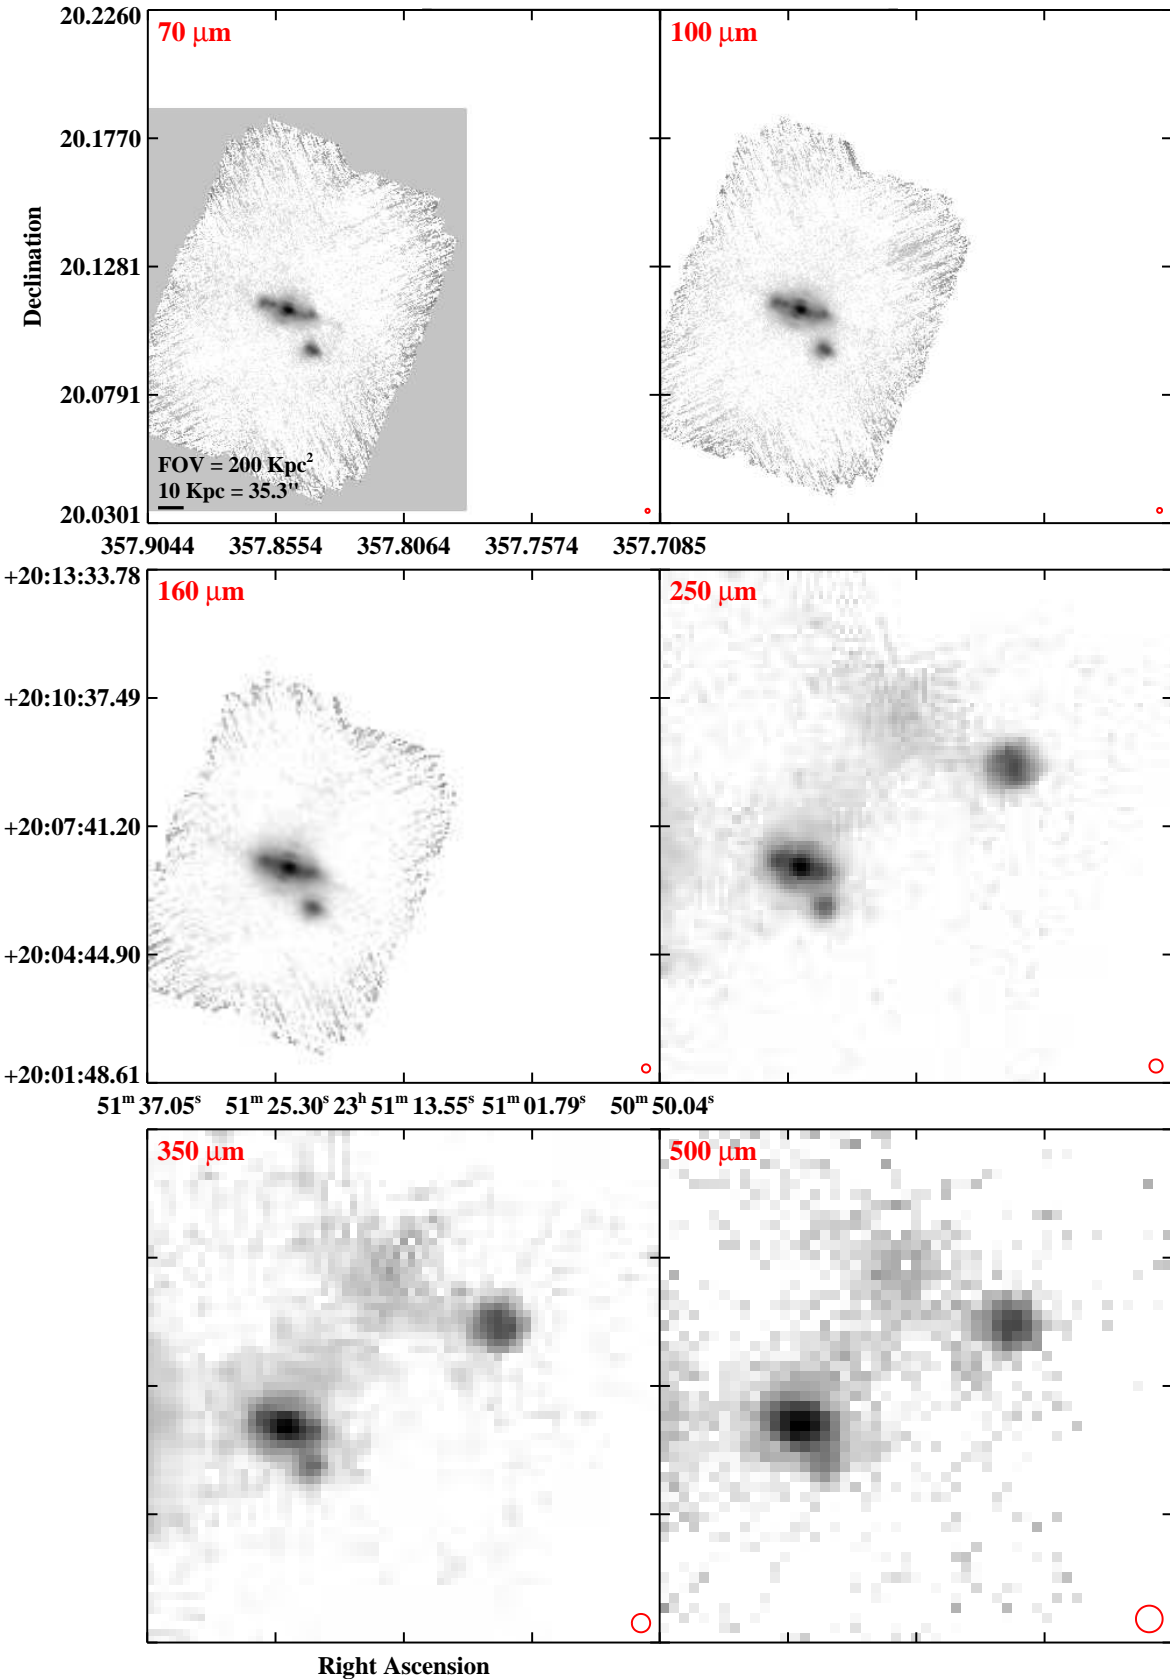 20.2260
70 μm
100 μm
20.1770
20.1281
Declination
20.0791
FOV = 200 Kpc²
10 Kpc = 35.3"
20.0301
357.9044 357.8554 357.8064 357.7574 357.7085
+20:13:33.78
160 μm
250 μm
+20:10:37.49
+20:07:41.20
+20:04:44.90
+20:01:48.61
51ᵐ 37.05ˢ 51ᵐ 25.30ˢ 23ʰ 51ᵐ 13.55ˢ 51ᵐ 01.79ˢ 50ᵐ 50.04ˢ
350 μm
500 μm
Right Ascension